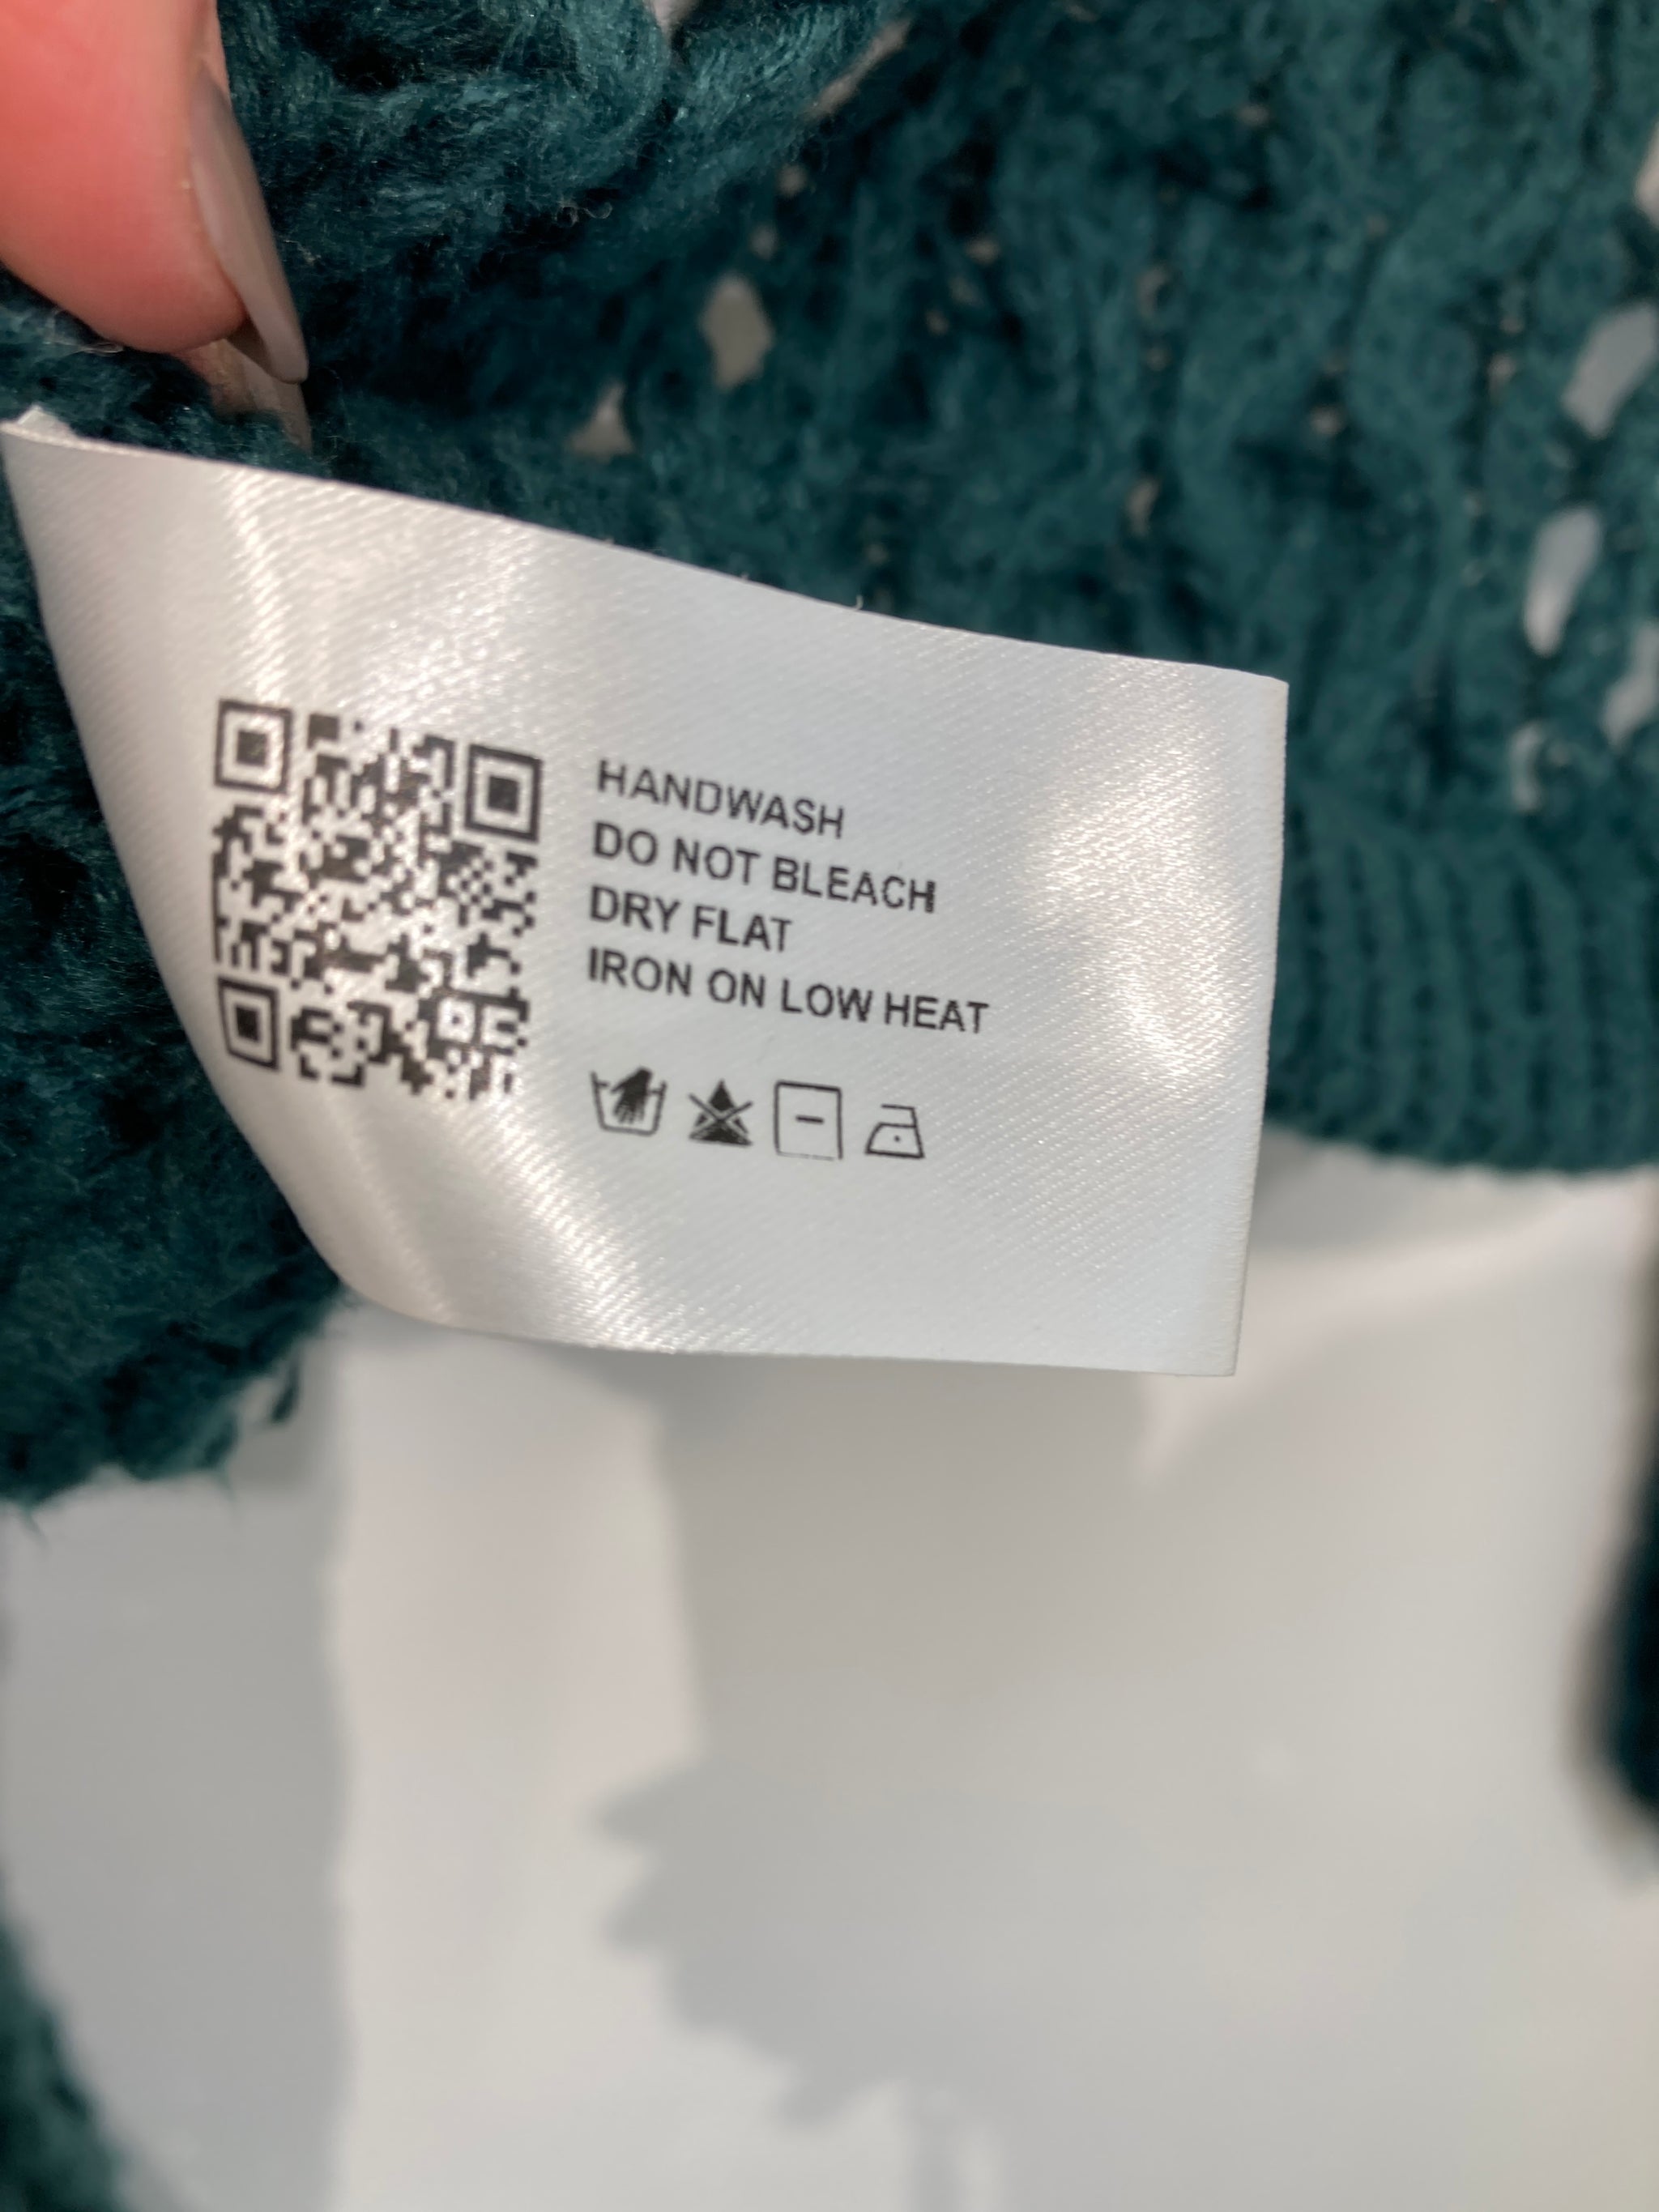 HANDWASH
DO NOT BLEACH
DRY FLAT
IRON ON LOW HEAT